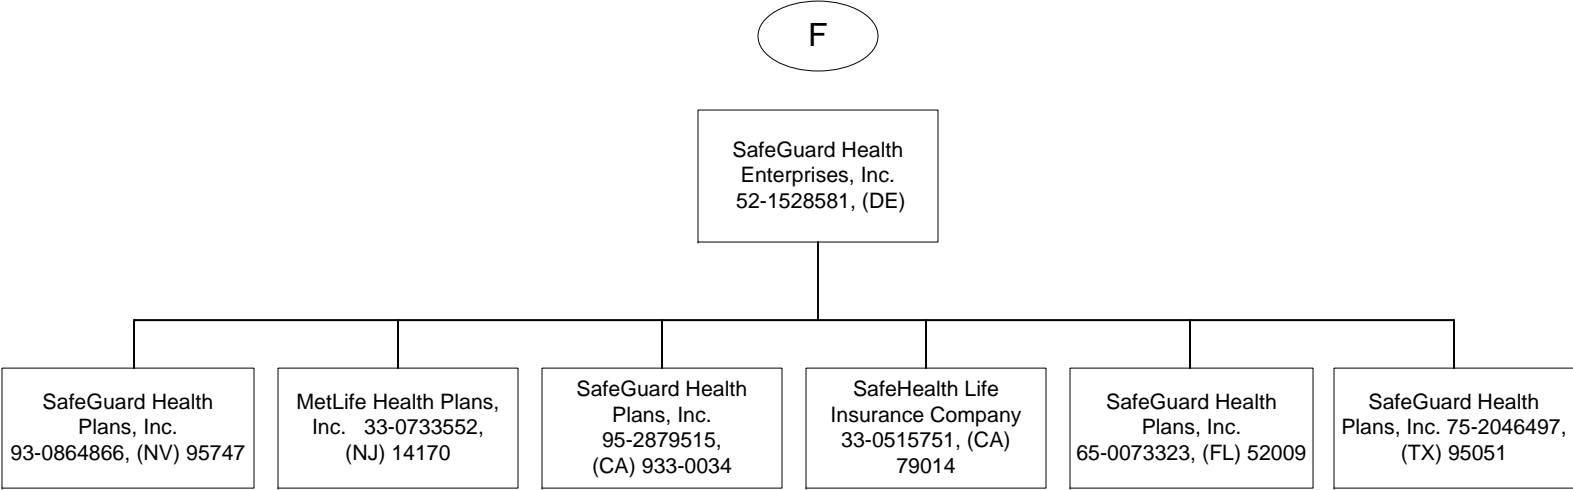 F
SafeGuard Health
Enterprises, Inc.
52-1528581, (DE)
SafeGuard Health
Plans, Inc.
93-0864866, (NV) 95747
MetLife Health Plans,
Inc. 33-0733552,
(NJ) 14170
SafeGuard Health
Plans, Inc.
95-2879515,
(CA) 933-0034
SafeHealth Life
Insurance Company
33-0515751, (CA)
79014
SafeGuard Health
Plans, Inc.
65-0073323, (FL) 52009
SafeGuard Health
Plans, Inc. 75-2046497,
(TX) 95051